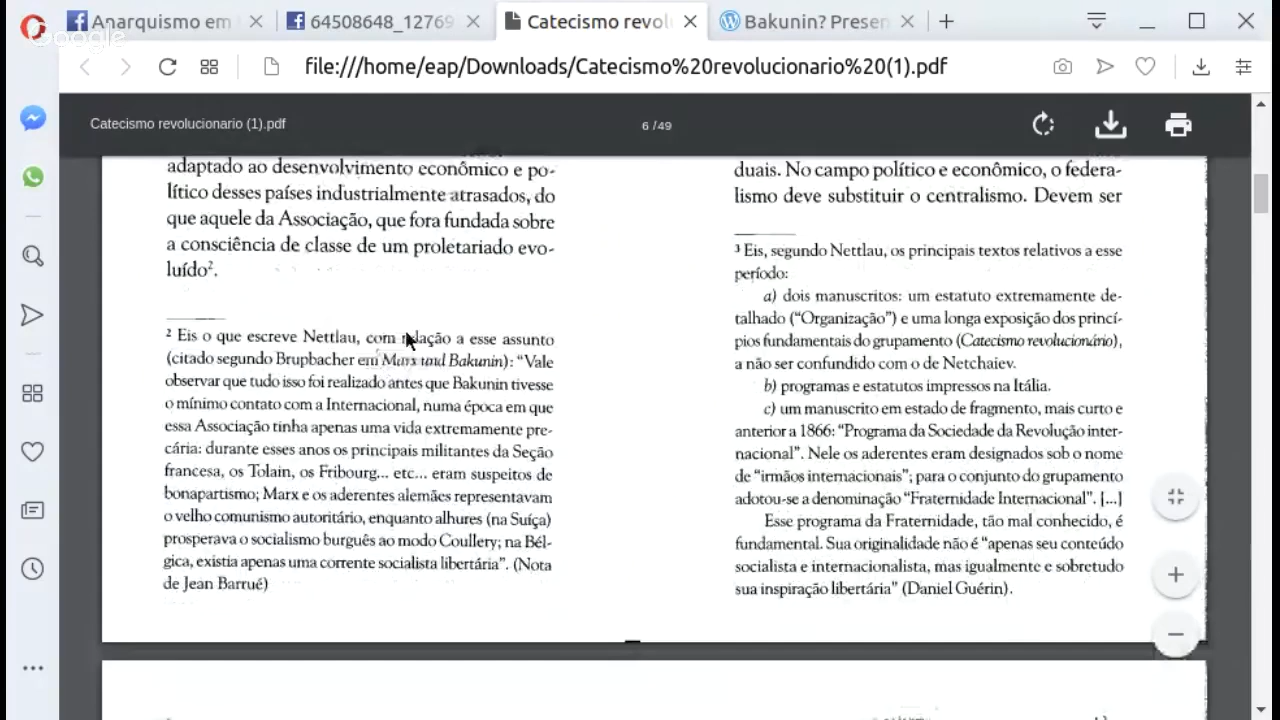 Anarquismo em
64508648_12769
Catecismo revol
Bakunin? Presen
Google
file:///home/eap/Downloads/Catecismo%20revolucionario%20(1).pdf
Catecismo revolucionario (1).pdf
6 /49
adaptado ao desenvolvimento econômico e po-
lítico desses países industrialmente atrasados, do
que aquele da Associação, que fora fundada sobre
a consciência de classe de um proletariado evo-
luído².
² Eis o que escreve Nettlau, com relação a esse assunto
(citado segundo Brupbacher em Marx und Bakunin): “Vale
observar que tudo isso foi realizado antes que Bakunin tivesse
o mínimo contato com a Internacional, numa época em que
essa Associação tinha apenas uma vida extremamente pre-
cária: durante esses anos os principais militantes da Seção
francesa, os Tolain, os Fribourg... etc... eram suspeitos de
bonapartismo; Marx e os aderentes alemães representavam
o velho comunismo autoritário, enquanto alhures (na Suíça)
prosperava o socialismo burguês ao modo Coullery; na Bél-
gica, existia apenas uma corrente socialista libertária”. (Nota
de Jean Barrué)
duais. No campo político e econômico, o federa-
lismo deve substituir o centralismo. Devem ser
³ Eis, segundo Nettlau, os principais textos relativos a esse
período:
a) dois manuscritos: um estatuto extremamente de-
talhado (“Organização”) e uma longa exposição dos princí-
pios fundamentais do grupamento (Catecismo revolucionário),
a não ser confundido com o de Netchaiev.
b) programas e estatutos impressos na Itália.
c) um manuscrito em estado de fragmento, mais curto e
anterior a 1866: “Programa da Sociedade da Revolução inter-
nacional”. Nele os aderentes eram designados sob o nome
de “irmãos internacionais”; para o conjunto do grupamento
adotou-se a denominação “Fraternidade Internacional”. [...]
Esse programa da Fraternidade, tão mal conhecido, é
fundamental. Sua originalidade não é “apenas seu conteúdo
socialista e internacionalista, mas igualmente e sobretudo
sua inspiração libertária” (Daniel Guérin).